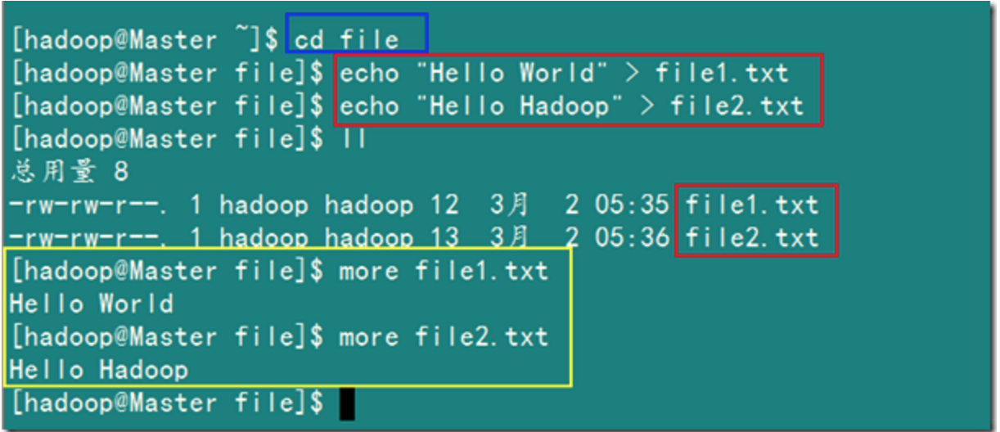 [hadoop@Master ~]$ cd file
[hadoop@Master file]$ echo "Hello World" > file1.txt
[hadoop@Master file]$ echo "Hello Hadoop" > file2.txt
[hadoop@Master file]$ ll
总用量 8
-rw-rw-r--. 1 hadoop hadoop 12  3月  2 05:35 file1.txt
-rw-rw-r--. 1 hadoop hadoop 13  3月  2 05:36 file2.txt
[hadoop@Master file]$ more file1.txt
Hello World
[hadoop@Master file]$ more file2.txt
Hello Hadoop
[hadoop@Master file]$